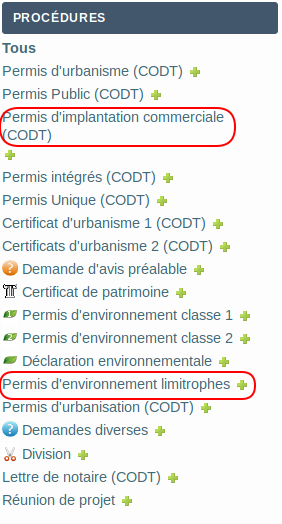 PROCÉDURES
Tous
Permis d'urbanisme (CODT)
Permis Public (CODT)
Permis d'implantation commerciale
(CODT)
Permis intégrés (CODT)
Permis Unique (CODT)
Certificat d'urbanisme 1 (CODT)
Certificats d'urbanisme 2 (CODT)
Demande d'avis préalable
Certificat de patrimoine
Permis d'environnement classe 1
Permis d'environnement classe 2
Déclaration environnementale
Permis d'environnement limitrophes
Permis d'urbanisation (CODT)
Demandes diverses
Division
Lettre de notaire (CODT)
Réunion de projet